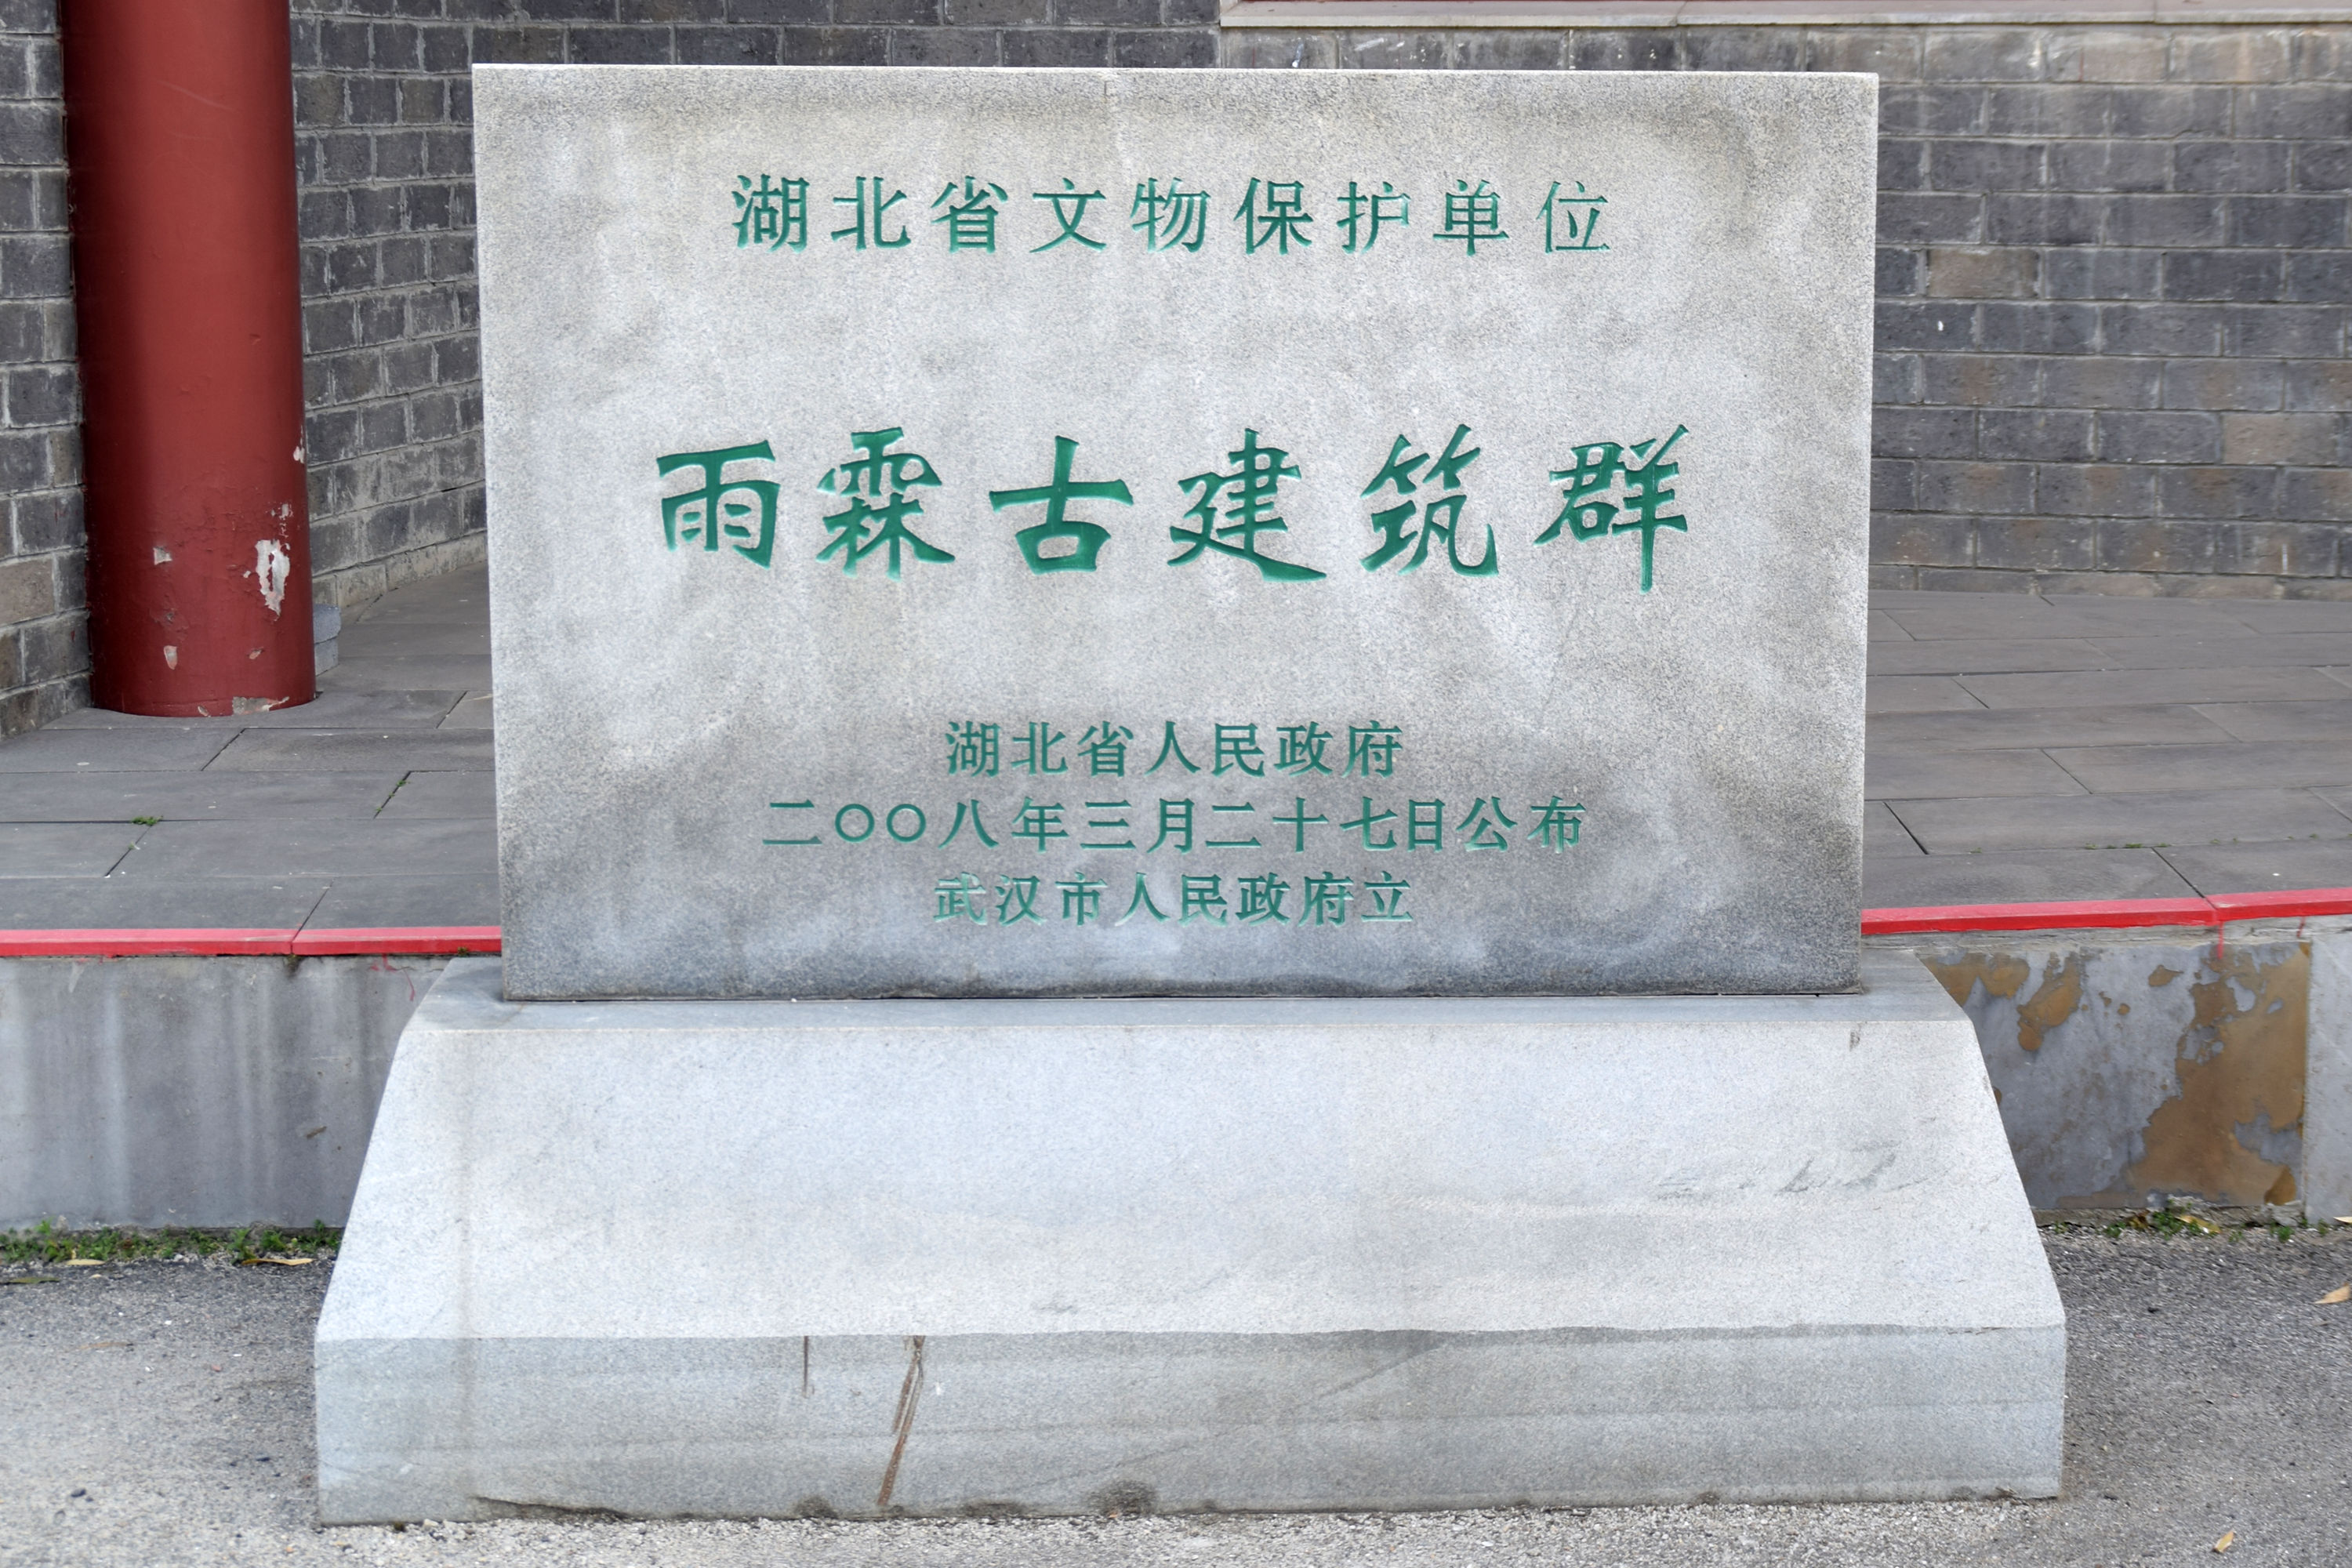 湖北省文物保护单位
雨霖古建筑群
湖北省人民政府
二〇〇八年三月二十七日公布
武汉市人民政府立